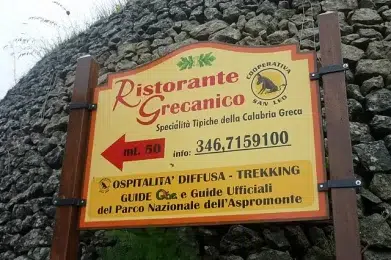 Ristorante
Grecanico
COOPERATIVA
SAN LEO
Specialità Tipiche della Calabria Greca
mt. 50
info: 346,7159100
OSPITALITA' DIFFUSA - TREKKING
GUIDE G.e. e Guide Ufficiali
del Parco Nazionale dell'Aspromonte